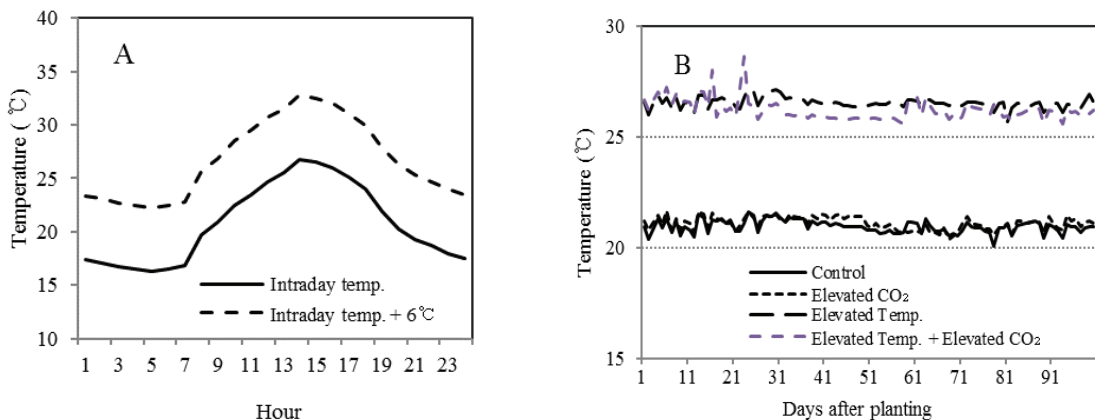 A
Temperature (℃)
40
35
30
25
20
15
10
1 3 5 7 9 11 13 15 17 19 21 23
Hour
Intraday temp.
Intraday temp. + 6℃
B
Temperature (℃)
30
25
20
15
1 11 21 31 41 51 61 71 81 91
Days after planting
Control
Elevated CO₂
Elevated Temp.
Elevated Temp. + Elevated CO₂